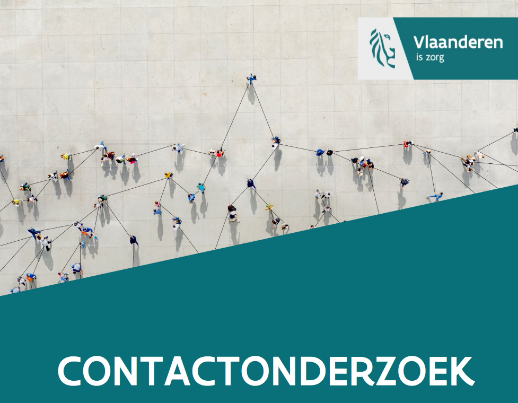 Vlaanderen
is zorg
CONTACTONDERZOEK